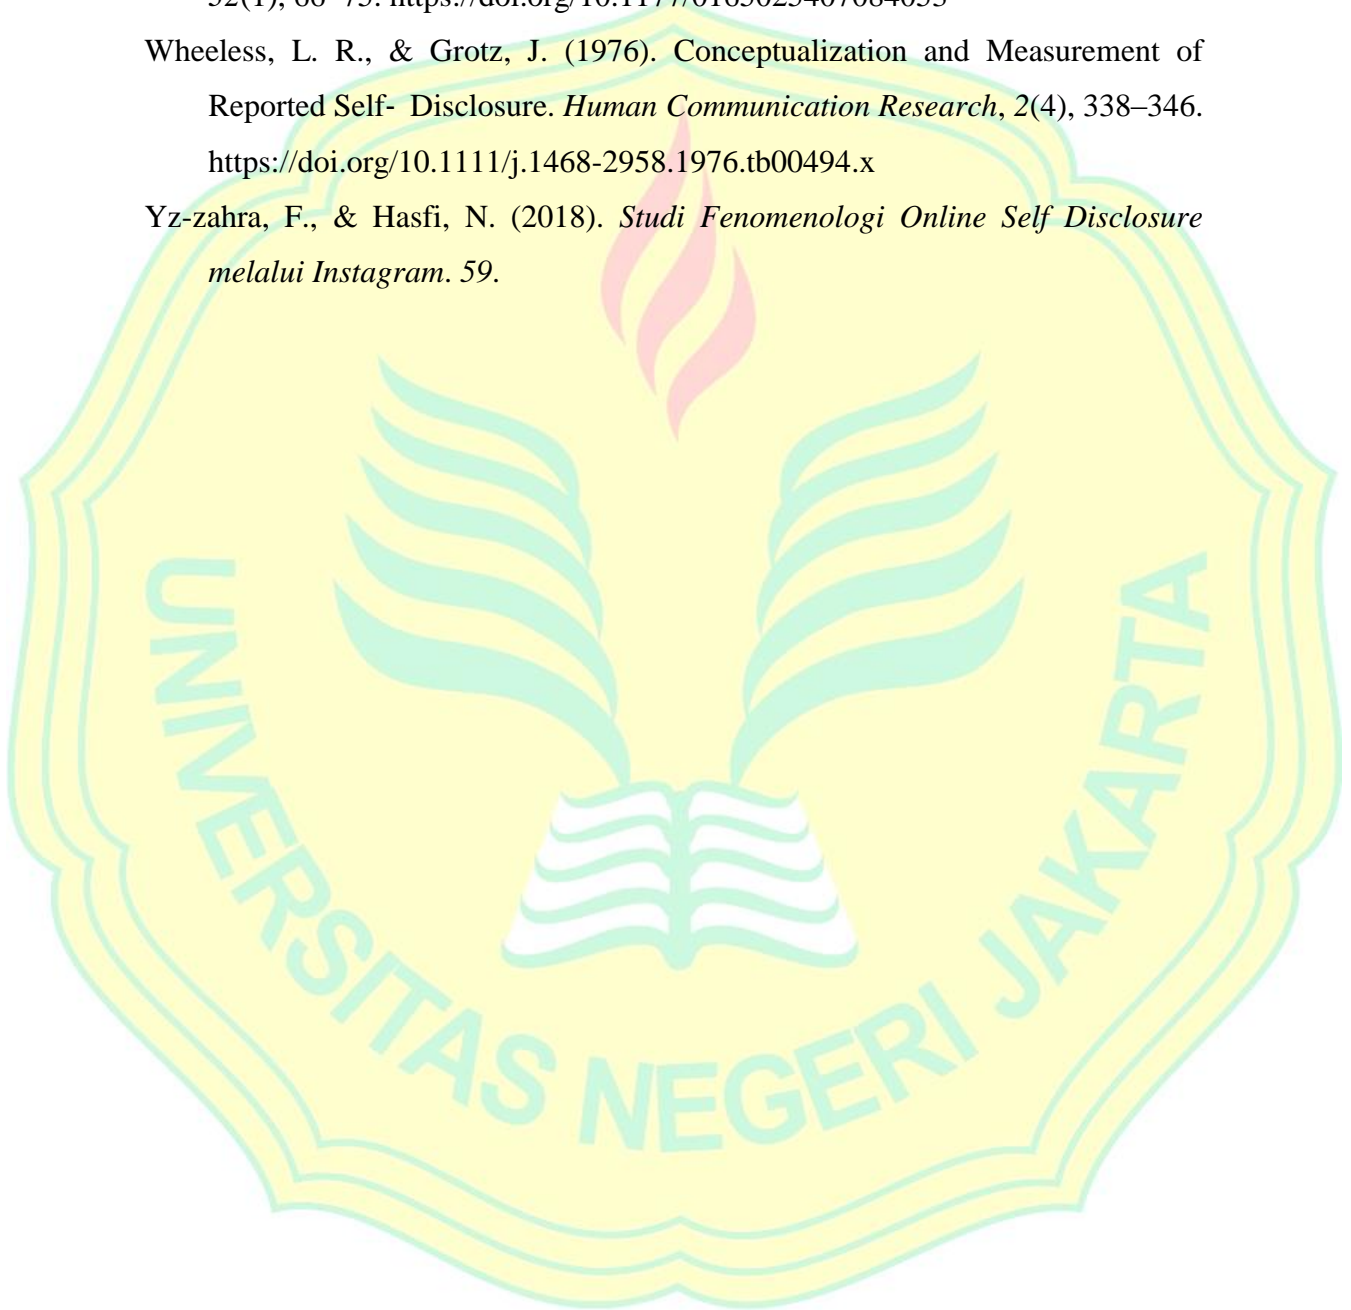 Wheeless, L. R., & Grotz, J. (1976). Conceptualization and Measurement of
Reported Self- Disclosure. Human Communication Research, 2(4), 338–346.
https://doi.org/10.1111/j.1468-2958.1976.tb00494.x
Yz-zahra, F., & Hasfi, N. (2018). Studi Fenomenologi Online Self Disclosure
melalui Instagram. 59.
UNIVERSITAS NEGERI JAKARTA